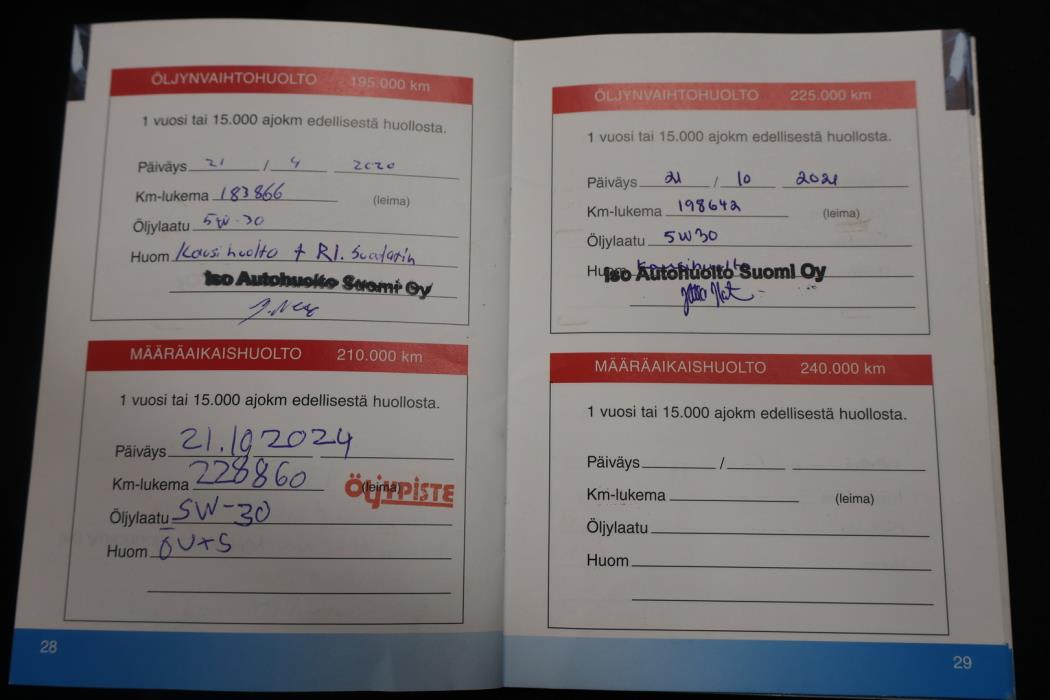 ÖLJYNVAIHTOHUOLTO 195.000 km
1 vuosi tai 15.000 ajokm edellisestä huollosta.
Päiväys 21 / 4 2020
Km-lukema 183866 (leima)
Öljylaatu 5W-30
Huom Kausihuolto + RI.
Iso Autohuolto Suomi Oy
MÄÄRÄAIKAISHUOLTO 210.000 km
1 vuosi tai 15.000 ajokm edellisestä huollosta.
Päiväys 21.10 2024
Km-lukema 228860 (leima) ÖLJYPISTE
Öljylaatu 5W-30
Huom ÖV+S
28
ÖLJYNVAIHTOHUOLTO 225.000 km
1 vuosi tai 15.000 ajokm edellisestä huollosta.
Päiväys 21 / 10 2021
Km-lukema 198642 (leima)
Öljylaatu 5W30
Huom Kausihuolto
Iso Autohuolto Suomi Oy
MÄÄRÄAIKAISHUOLTO 240.000 km
1 vuosi tai 15.000 ajokm edellisestä huollosta.
Päiväys /
Km-lukema (leima)
Öljylaatu
Huom
29